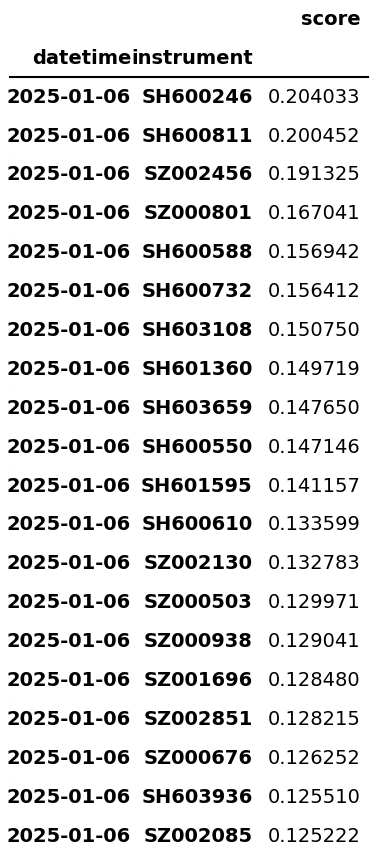 score
datetime instrument
2025-01-06 SH600246 0.204033
2025-01-06 SH600811 0.200452
2025-01-06 SZ002456 0.191325
2025-01-06 SZ000801 0.167041
2025-01-06 SH600588 0.156942
2025-01-06 SH600732 0.156412
2025-01-06 SH603108 0.150750
2025-01-06 SH601360 0.149719
2025-01-06 SH603659 0.147650
2025-01-06 SH600550 0.147146
2025-01-06 SH601595 0.141157
2025-01-06 SH600610 0.133599
2025-01-06 SZ002130 0.132783
2025-01-06 SZ000503 0.129971
2025-01-06 SZ000938 0.129041
2025-01-06 SZ001696 0.128480
2025-01-06 SZ002851 0.128215
2025-01-06 SZ000676 0.126252
2025-01-06 SH603936 0.125510
2025-01-06 SZ002085 0.125222